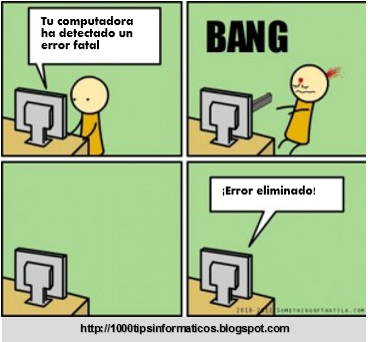 Tu computadora
ha detectado un
error fatal
BANG
¡Error eliminado!
http://1000tipsinformaticos.blogspot.com